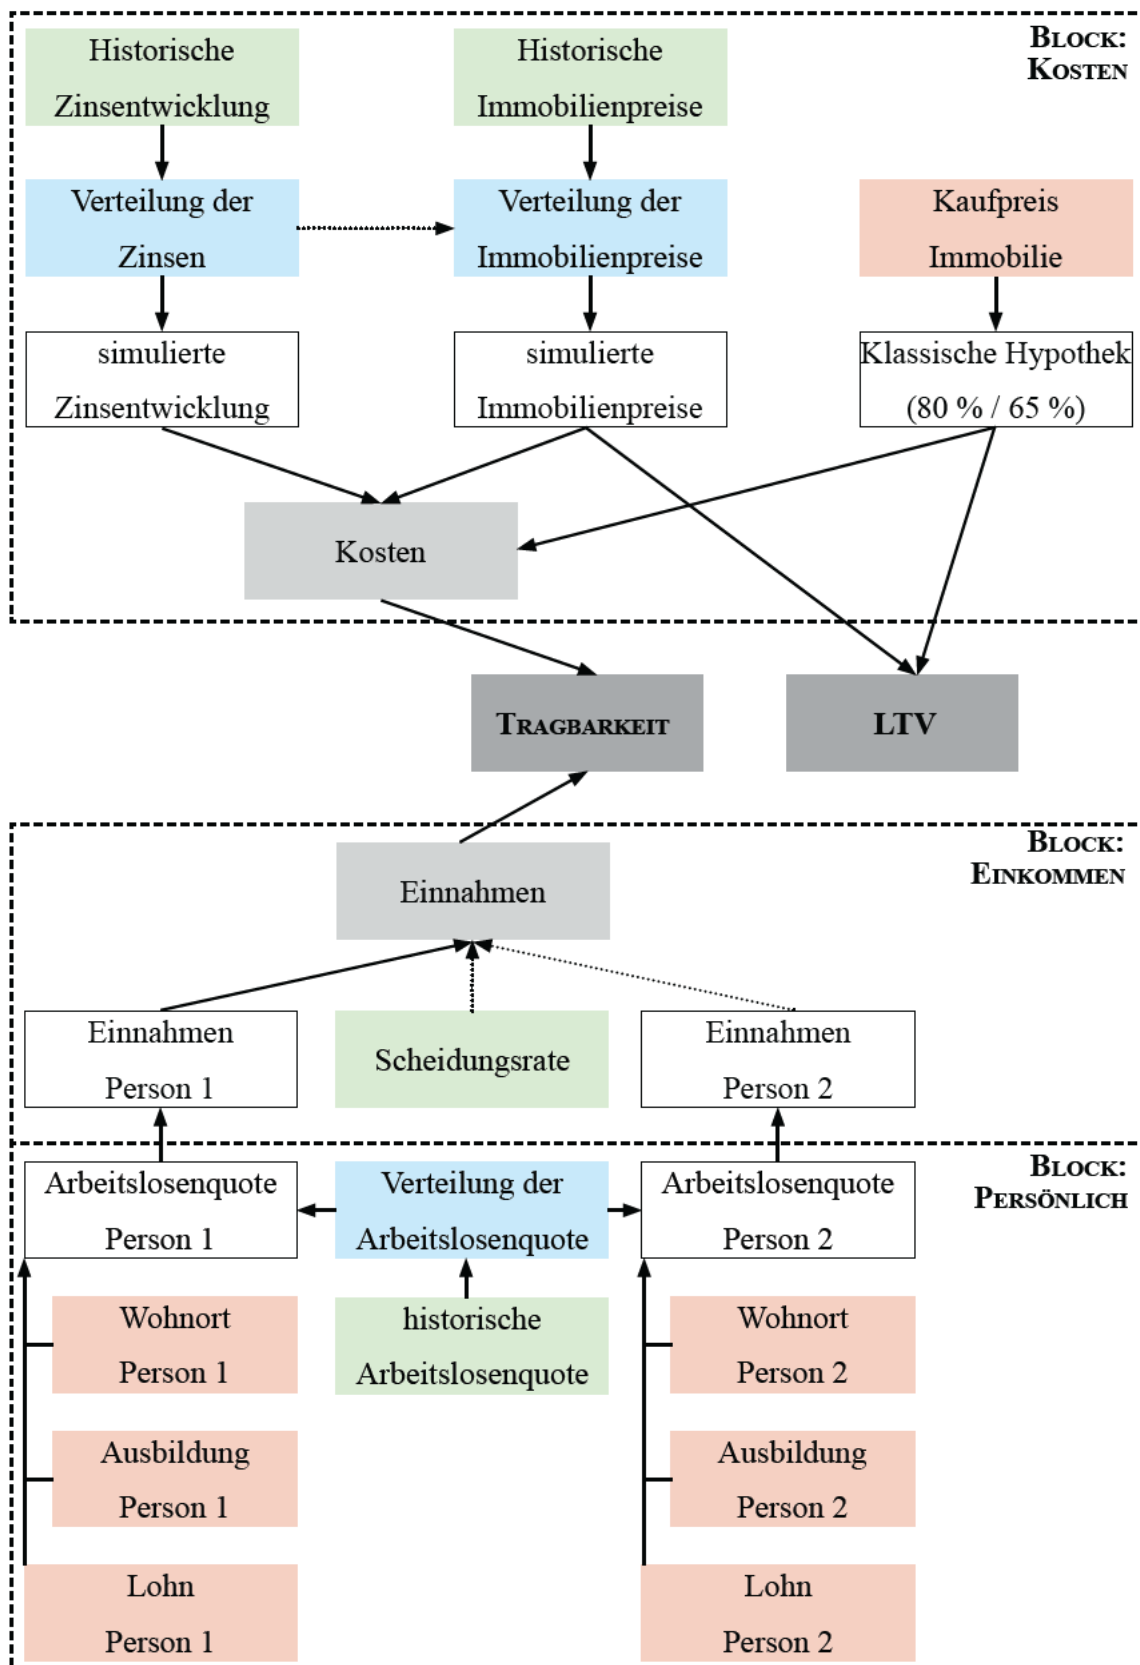 BLOCK:
KOSTEN
Historische
Zinsentwicklung
Historische
Immobilienpreise
Verteilung der
Zinsen
Verteilung der
Immobilienpreise
Kaufpreis
Immobilie
simulierte
Zinsentwicklung
simulierte
Immobilienpreise
Klassische Hypothek
(80 % / 65 %)
Kosten
TRAGBARKEIT
LTV
BLOCK:
EINKOMMEN
Einnahmen
Einnahmen
Person 1
Scheidungsrate
Einnahmen
Person 2
BLOCK:
PERSÖNLICH
Arbeitslosenquote
Person 1
Verteilung der
Arbeitslosenquote
Arbeitslosenquote
Person 2
Wohnort
Person 1
historische
Arbeitslosenquote
Wohnort
Person 2
Ausbildung
Person 1
Ausbildung
Person 2
Lohn
Person 1
Lohn
Person 2